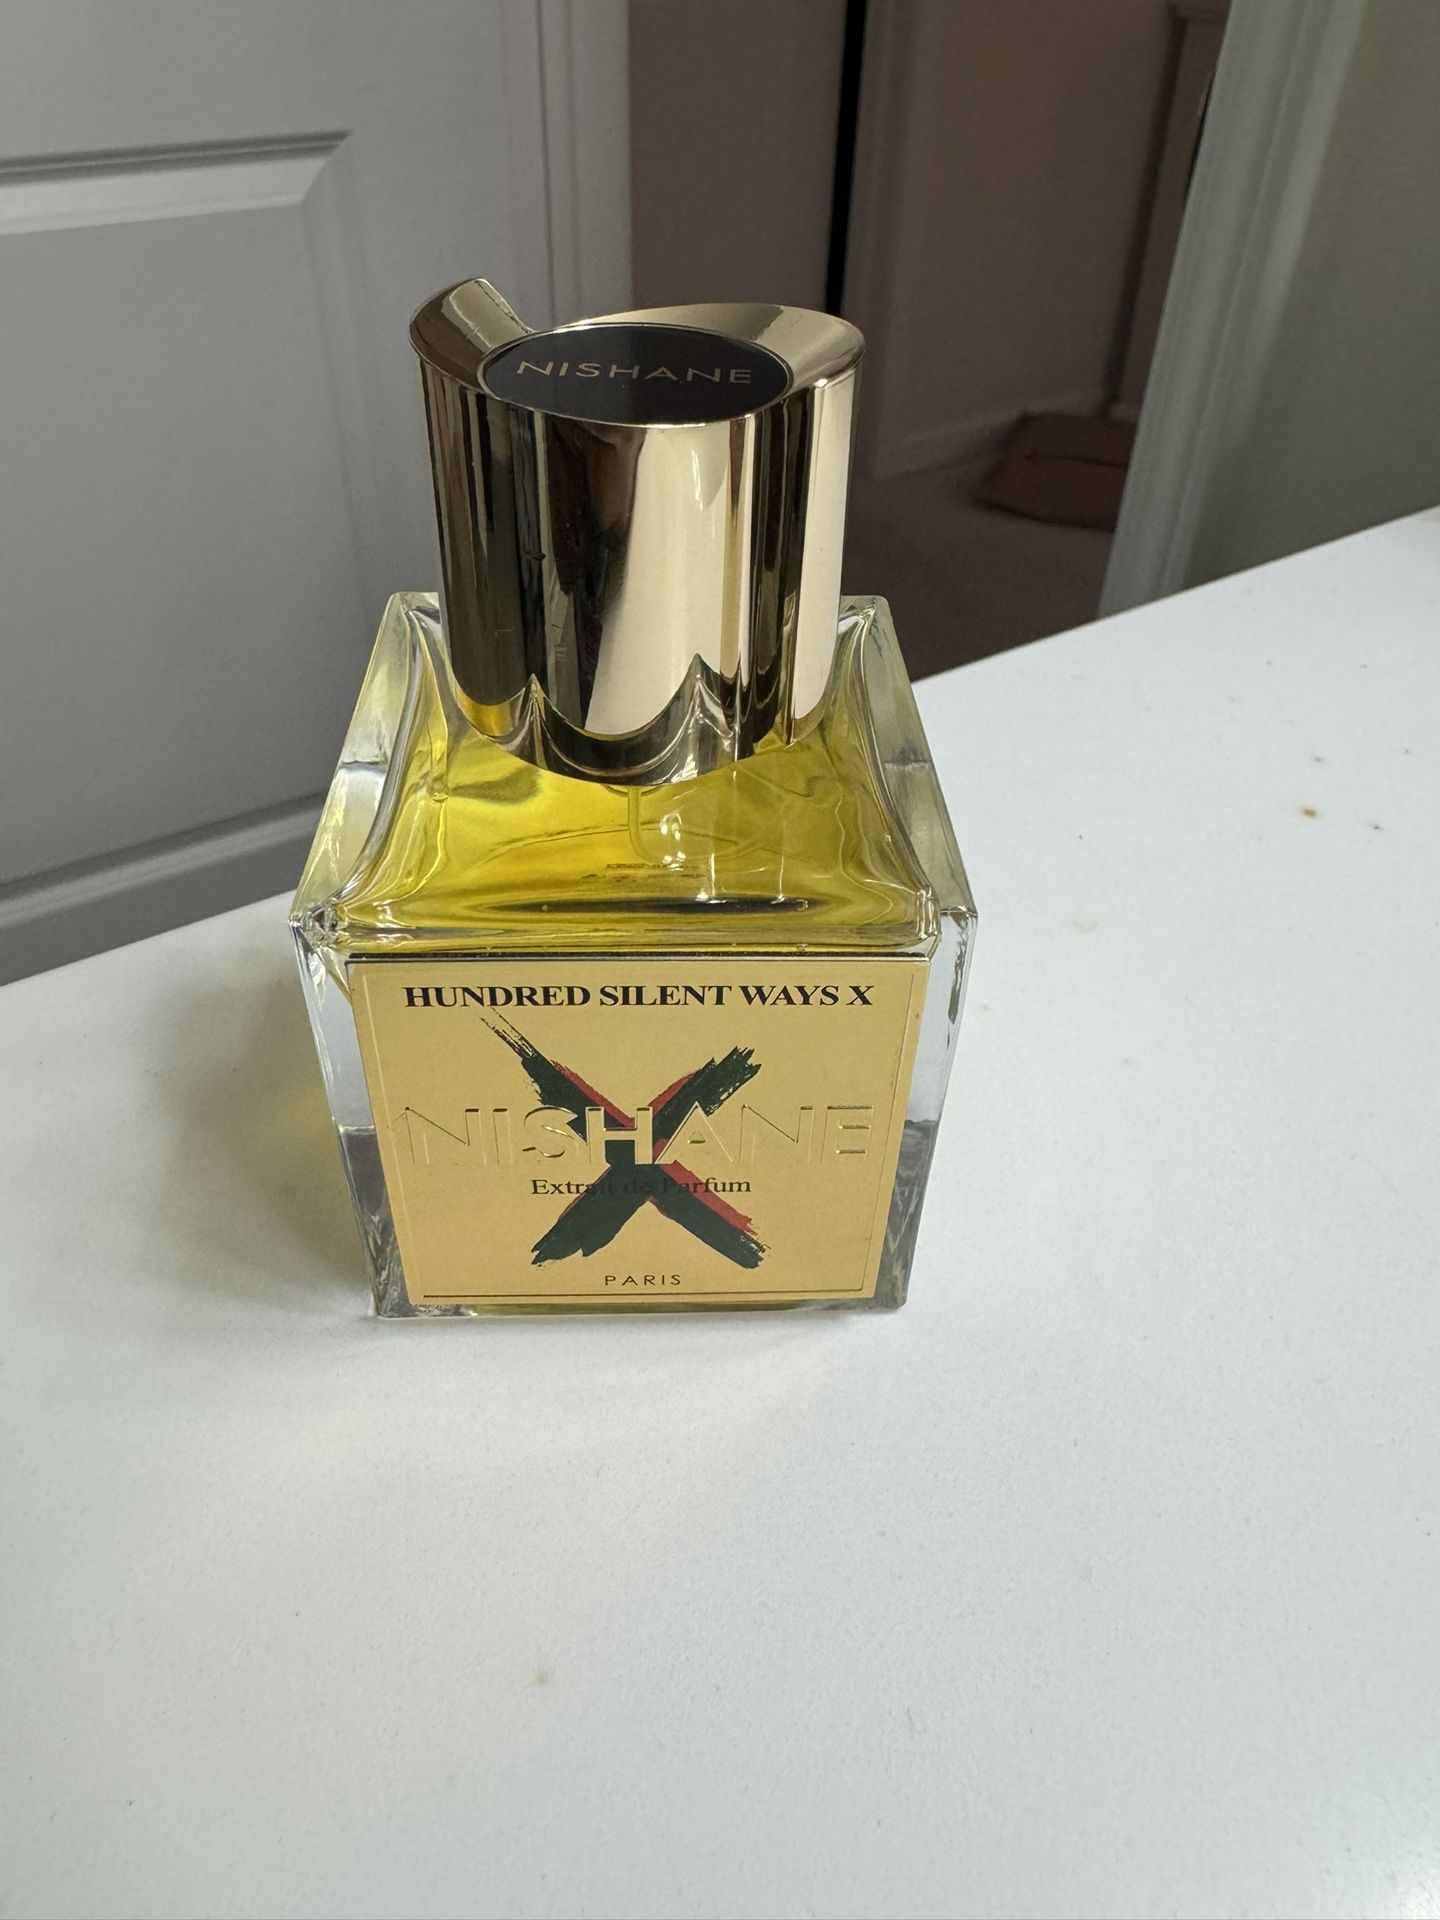 NISHANE
HUNDRED SILENT WAYS X
NISHANE
Extrait de Parfum
PARIS